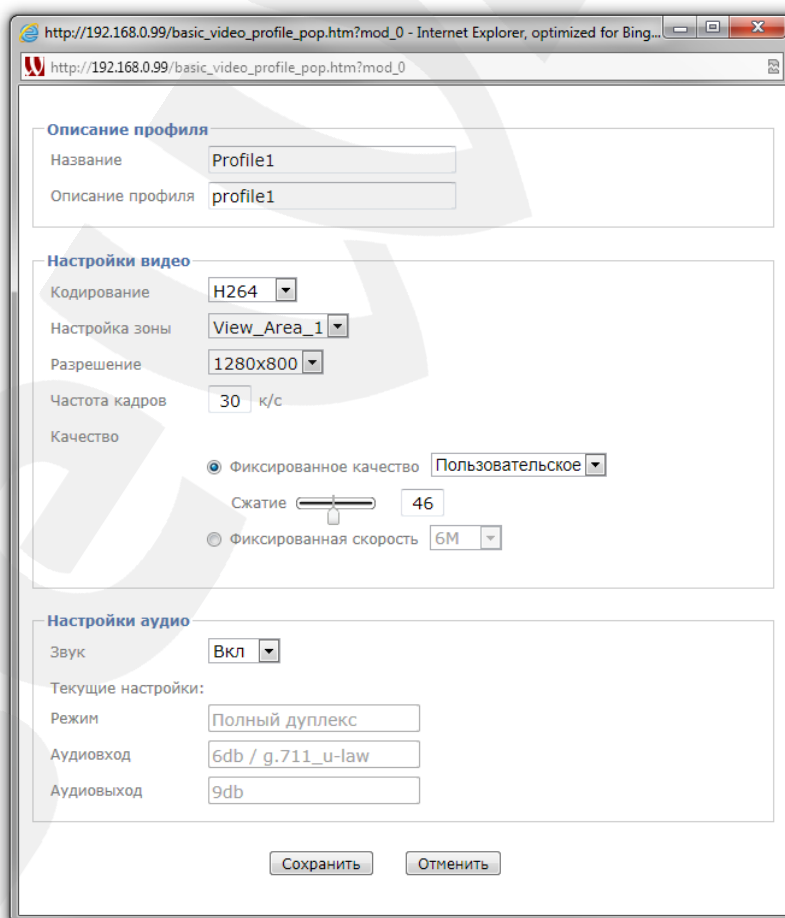 http://192.168.0.99/basic_video_profile_pop.htm?mod_0 - Internet Explorer, optimized for Bing...
http://192.168.0.99/basic_video_profile_pop.htm?mod_0
Описание профиля
Название Profile1
Описание профиля profile1
Настройки видео
Кодирование H264
Настройка зоны View_Area_1
Разрешение 1280x800
Частота кадров 30 к/с
Качество
Фиксированное качество Пользовательское
Сжатие 46
Фиксированная скорость 6M
Настройки аудио
Звук Вкл
Текущие настройки:
Режим Полный дуплекс
Аудиовход 6db / g.711_u-law
Аудиовыход 9db
Сохранить Отменить